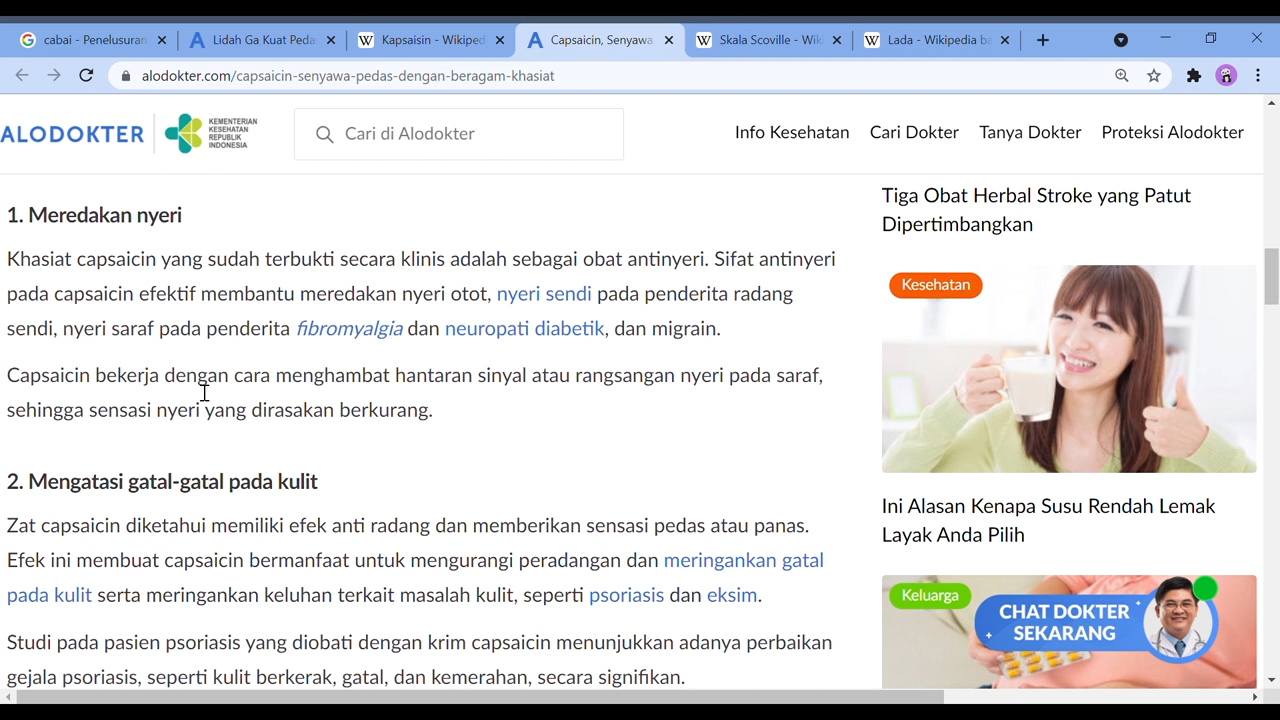 cabai - Penelusuran
Lidah Ga Kuat Peda
Kapsaisin - Wikiped
Capsaicin, Senyawa
Skala Scoville - Wik
Lada - Wikipedia ba
alodokter.com/capsaicin-senyawa-pedas-dengan-beragam-khasiat
ALODOKTER
KEMENTERIAN
KESEHATAN
REPUBLIK
INDONESIA
Cari di Alodokter
Info Kesehatan
Cari Dokter
Tanya Dokter
Proteksi Alodokter
1. Meredakan nyeri
Khasiat capsaicin yang sudah terbukti secara klinis adalah sebagai obat antinyeri. Sifat antinyeri
pada capsaicin efektif membantu meredakan nyeri otot, nyeri sendi pada penderita radang
sendi, nyeri saraf pada penderita fibromyalgia dan neuropati diabetik, dan migrain.
Capsaicin bekerja dengan cara menghambat hantaran sinyal atau rangsangan nyeri pada saraf,
sehingga sensasi nyeri yang dirasakan berkurang.
2. Mengatasi gatal-gatal pada kulit
Zat capsaicin diketahui memiliki efek anti radang dan memberikan sensasi pedas atau panas.
Efek ini membuat capsaicin bermanfaat untuk mengurangi peradangan dan meringankan gatal
pada kulit serta meringankan keluhan terkait masalah kulit, seperti psoriasis dan eksim.
Studi pada pasien psoriasis yang diobati dengan krim capsaicin menunjukkan adanya perbaikan
gejala psoriasis, seperti kulit berkerak, gatal, dan kemerahan, secara signifikan.
Tiga Obat Herbal Stroke yang Patut
Dipertimbangkan
Kesehatan
Ini Alasan Kenapa Susu Rendah Lemak
Layak Anda Pilih
Keluarga
CHAT DOKTER
SEKARANG